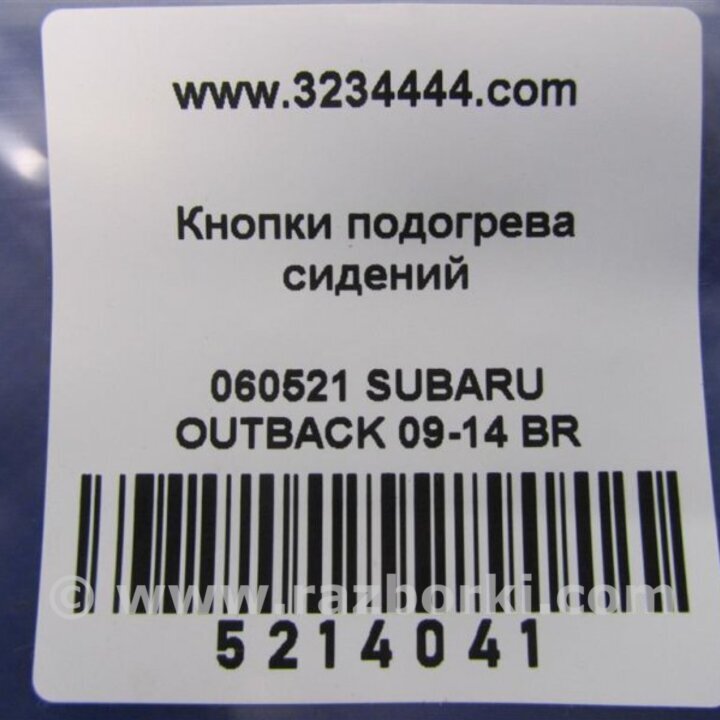 www.3234444.com
Кнопки подогрева
сидений
060521 SUBARU
OUTBACK 09-14 BR
© www.razborki.com
5214041